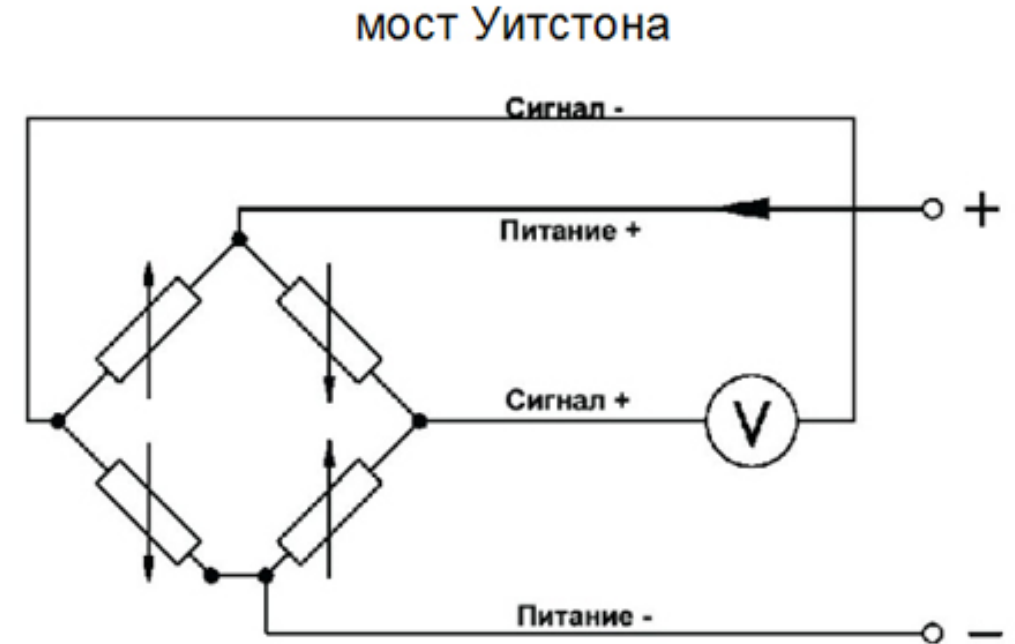 мост Уитстона
Сигнал -
+
Питание +
Сигнал +
V
Питание -
−